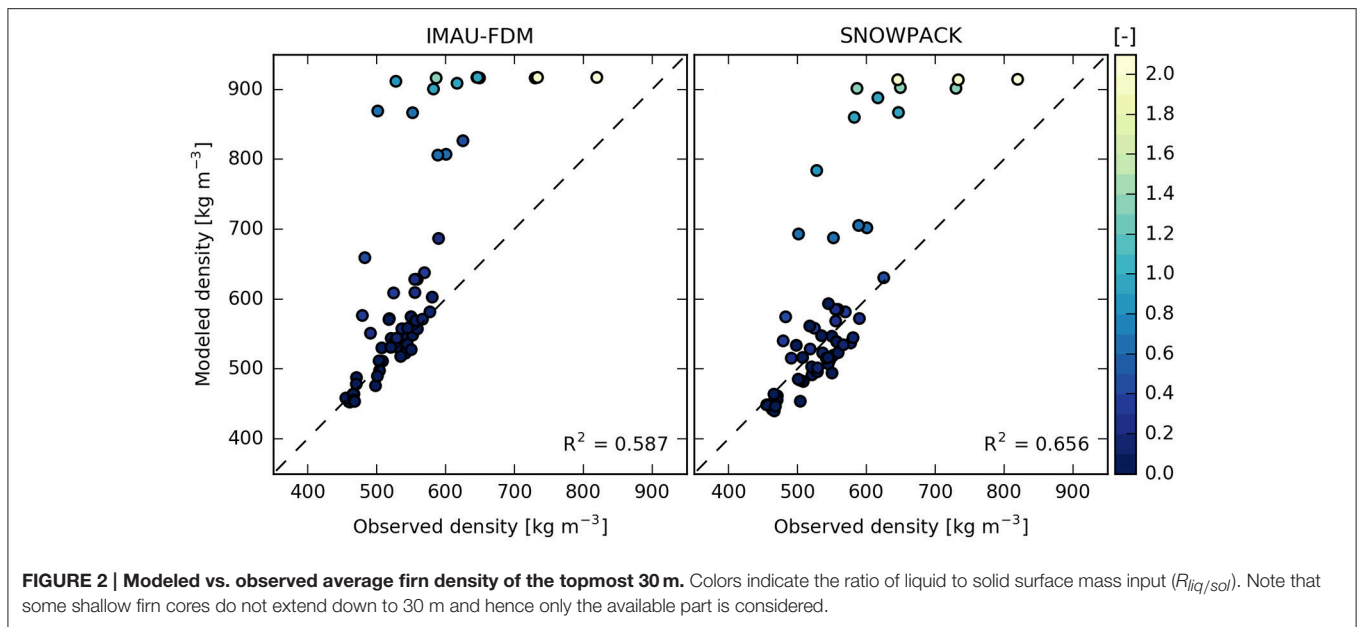 IMAU-FDM
SNOWPACK
[-]
Modeled density [kg m⁻³]
900
800
700
600
500
400
R² = 0.587
400 500 600 700 800 900
Observed density [kg m⁻³]
R² = 0.656
400 500 600 700 800 900
Observed density [kg m⁻³]
2.0
1.8
1.6
1.4
1.2
1.0
0.8
0.6
0.4
0.2
0.0
FIGURE 2 | Modeled vs. observed average firn density of the topmost 30 m. Colors indicate the ratio of liquid to solid surface mass input (R_{liq/sol}). Note that
some shallow firn cores do not extend down to 30 m and hence only the available part is considered.